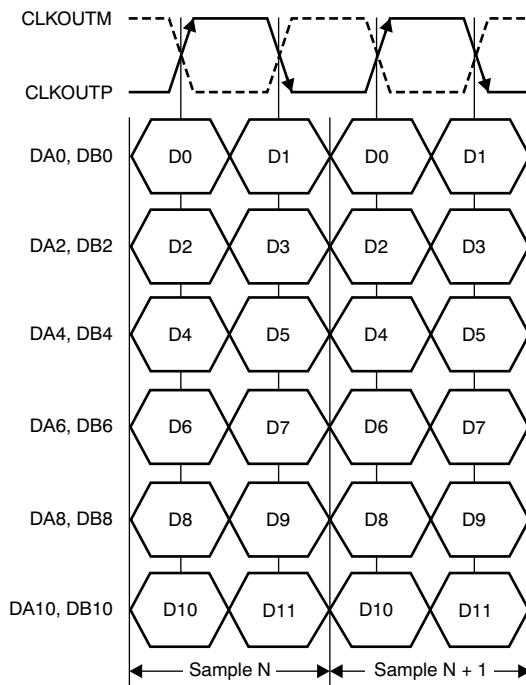 CLKOUTM
CLKOUTP
DA0, DB0 D0 D1 D0 D1
DA2, DB2 D2 D3 D2 D3
DA4, DB4 D4 D5 D4 D5
DA6, DB6 D6 D7 D6 D7
DA8, DB8 D8 D9 D8 D9
DA10, DB10 D10 D11 D10 D11
Sample N Sample N + 1